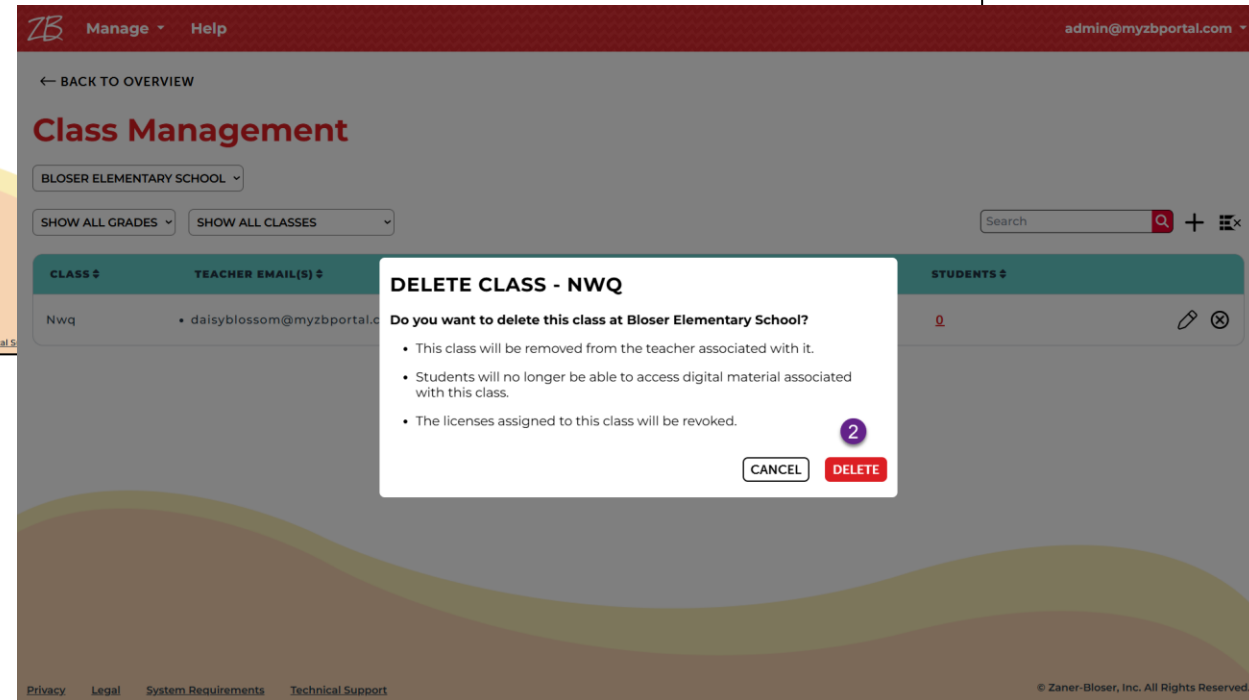 ZB Manage Help admin@myzbportal.com
← BACK TO OVERVIEW
Class Management
BLOSER ELEMENTARY SCHOOL
SHOW ALL GRADES SHOW ALL CLASSES Search
CLASS TEACHER EMAIL(S) STUDENTS
Nwq • daisyblossom@myzbportal.c 0
DELETE CLASS - NWQ
Do you want to delete this class at Bloser Elementary School?
• This class will be removed from the teacher associated with it.
• Students will no longer be able to access digital material associated
with this class.
• The licenses assigned to this class will be revoked.
2
CANCEL DELETE
Privacy Legal System Requirements Technical Support © Zaner-Bloser, Inc. All Rights Reserved.